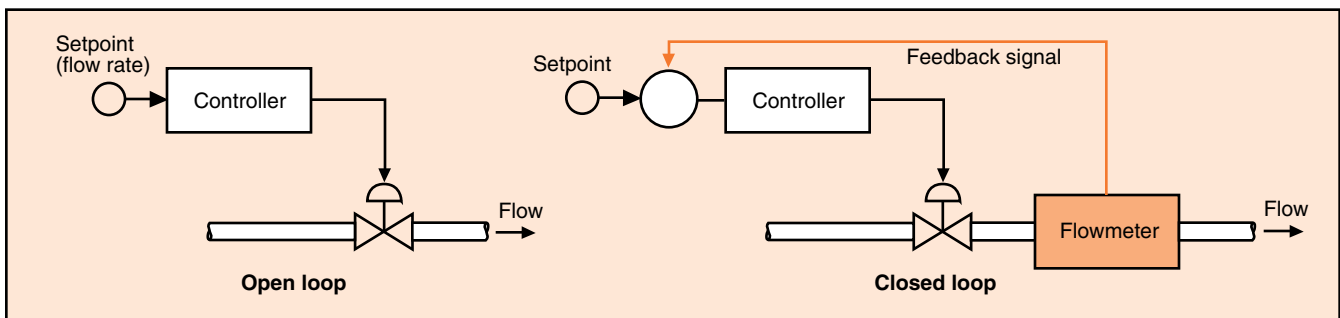 Setpoint
(flow rate)
Controller
Flow
Open loop
Setpoint
Feedback signal
Controller
Flowmeter
Flow
Closed loop